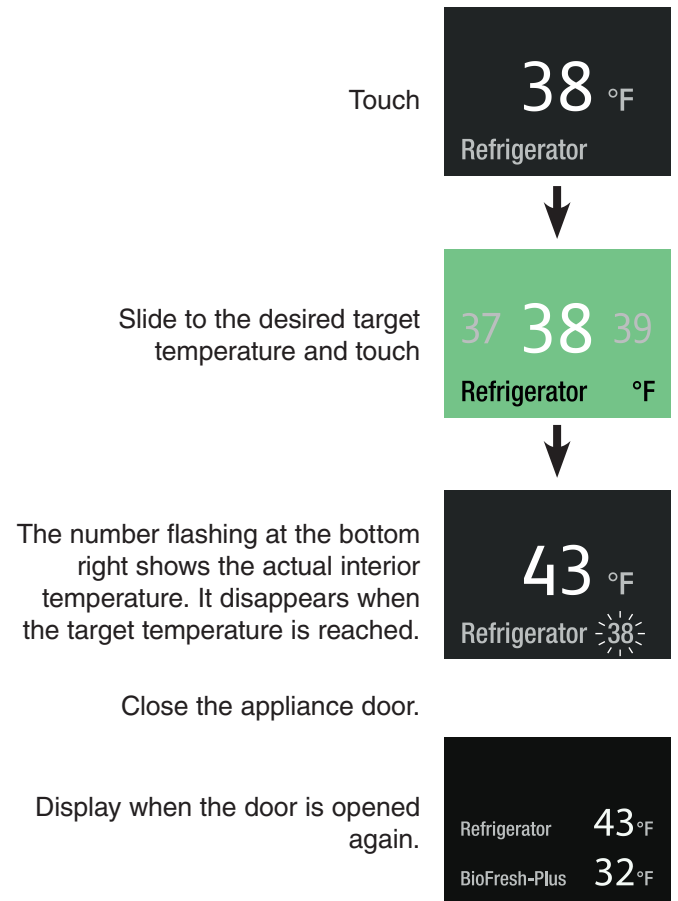 Touch
38 °F
Refrigerator
Slide to the desired target
temperature and touch
37 38 39
Refrigerator °F
The number flashing at the bottom
right shows the actual interior
temperature. It disappears when
the target temperature is reached.
43 °F
Refrigerator 38
Close the appliance door.
Display when the door is opened
again.
Refrigerator 43°F
BioFresh-Plus 32°F